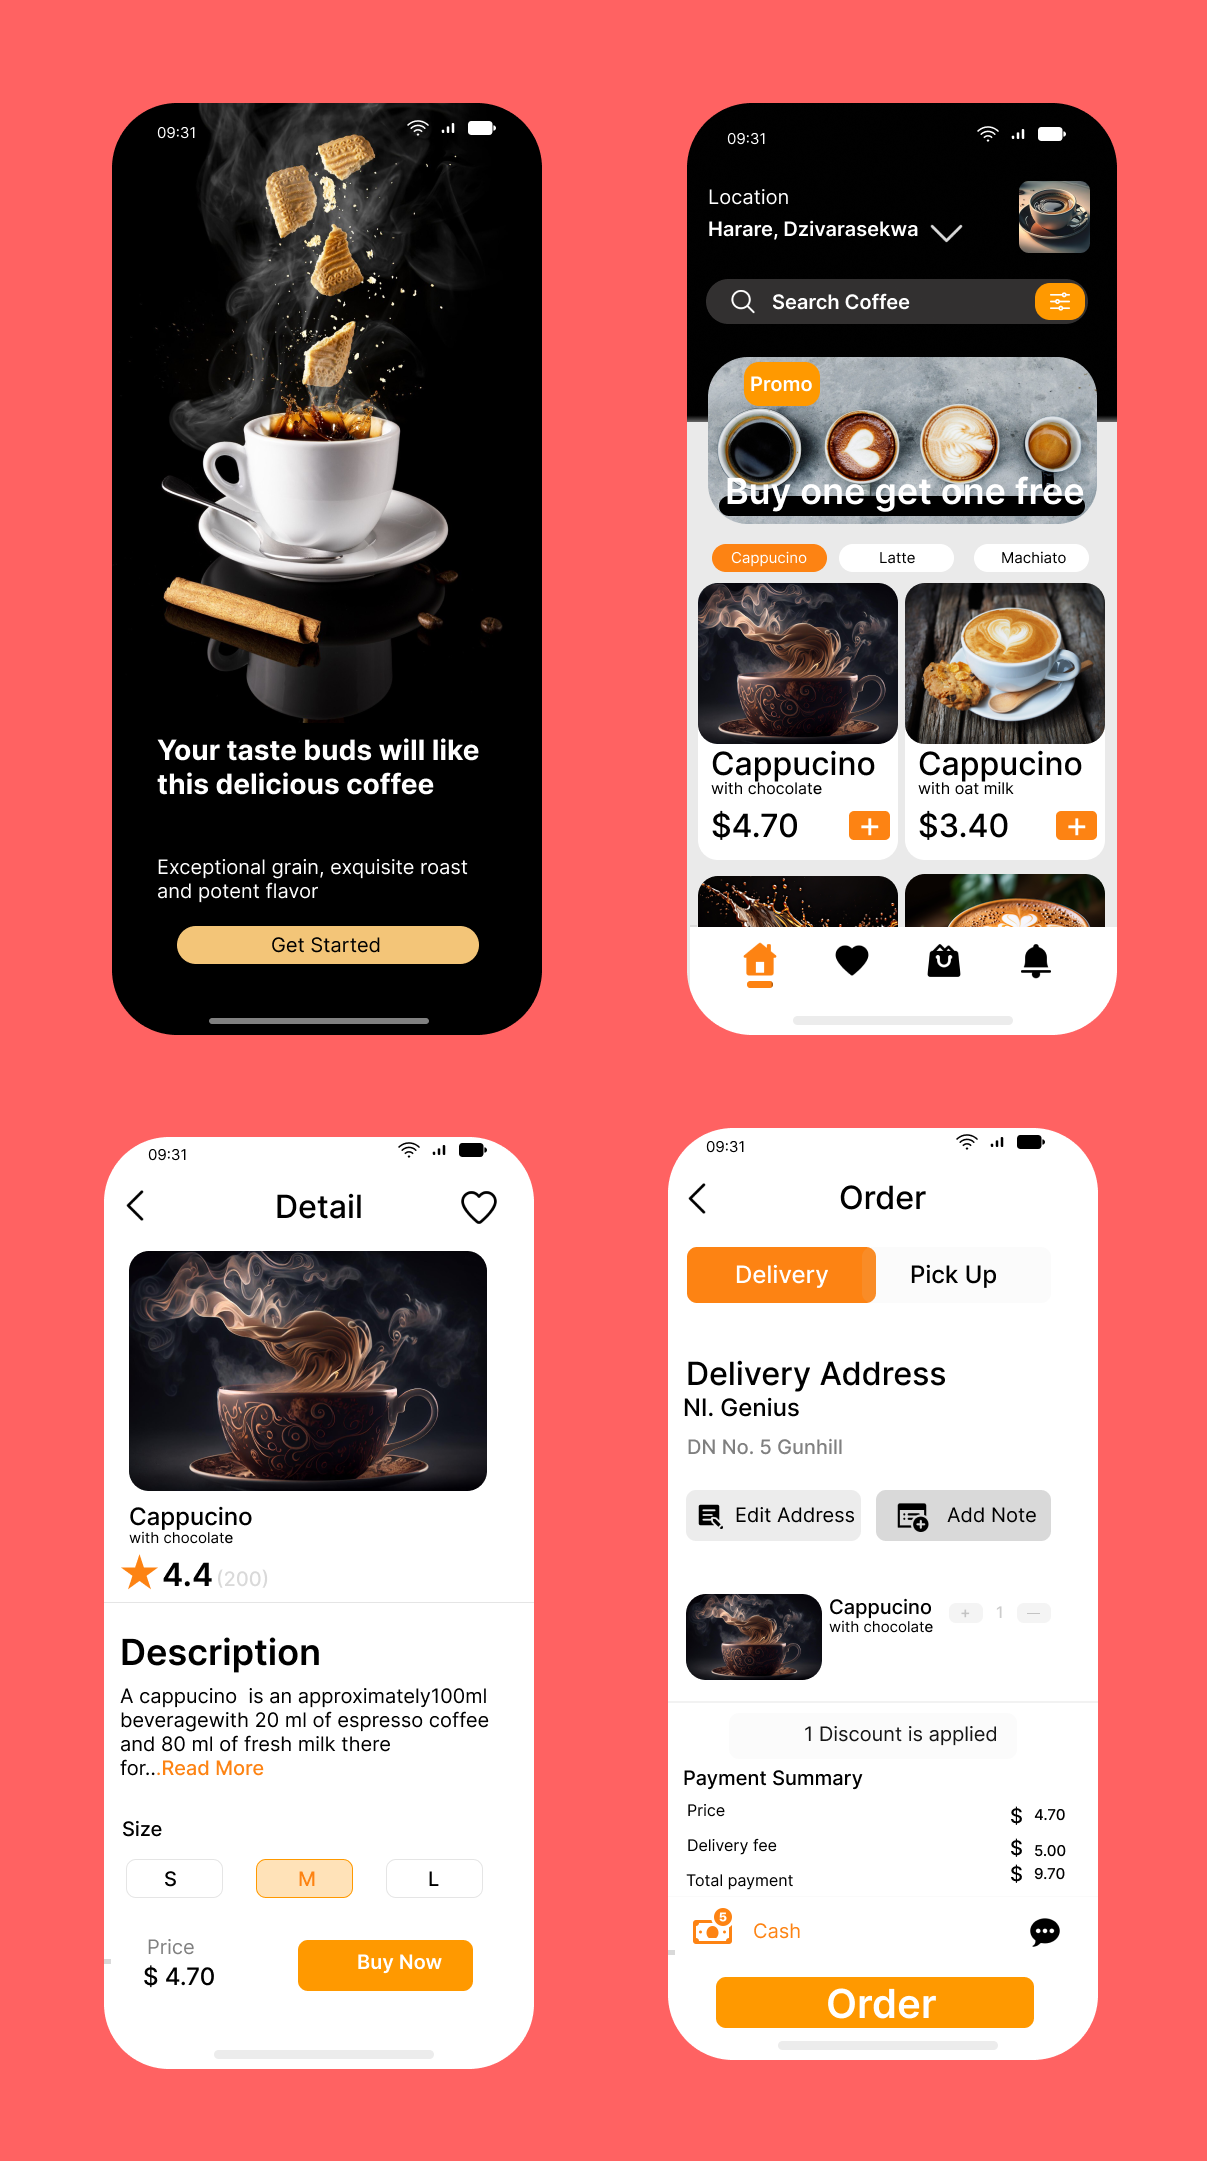 09:31
Your taste buds will like
this delicious coffee
Exceptional grain, exquisite roast
and potent flavor
Get Started
09:31
Location
Harare, Dzivarasekwa
Search Coffee
Promo
Buy one get one free
Cappucino
Latte
Machiato
Cappucino
with chocolate
$4.70
+
Cappucino
with oat milk
$3.40
+
09:31
Detail
Cappucino
with chocolate
4.4 (200)
Description
A cappucino  is an approximately100ml
beveragewith 20 ml of espresso coffee
and 80 ml of fresh milk there
for...Read More
Size
S
M
L
Price
$ 4.70
Buy Now
09:31
Order
Delivery
Pick Up
Delivery Address
Nl. Genius
DN No. 5 Gunhill
Edit Address
Add Note
Cappucino
with chocolate
+ 1 —
1 Discount is applied
Payment Summary
Price $ 4.70
Delivery fee $ 5.00
Total payment $ 9.70
5
Cash
Order